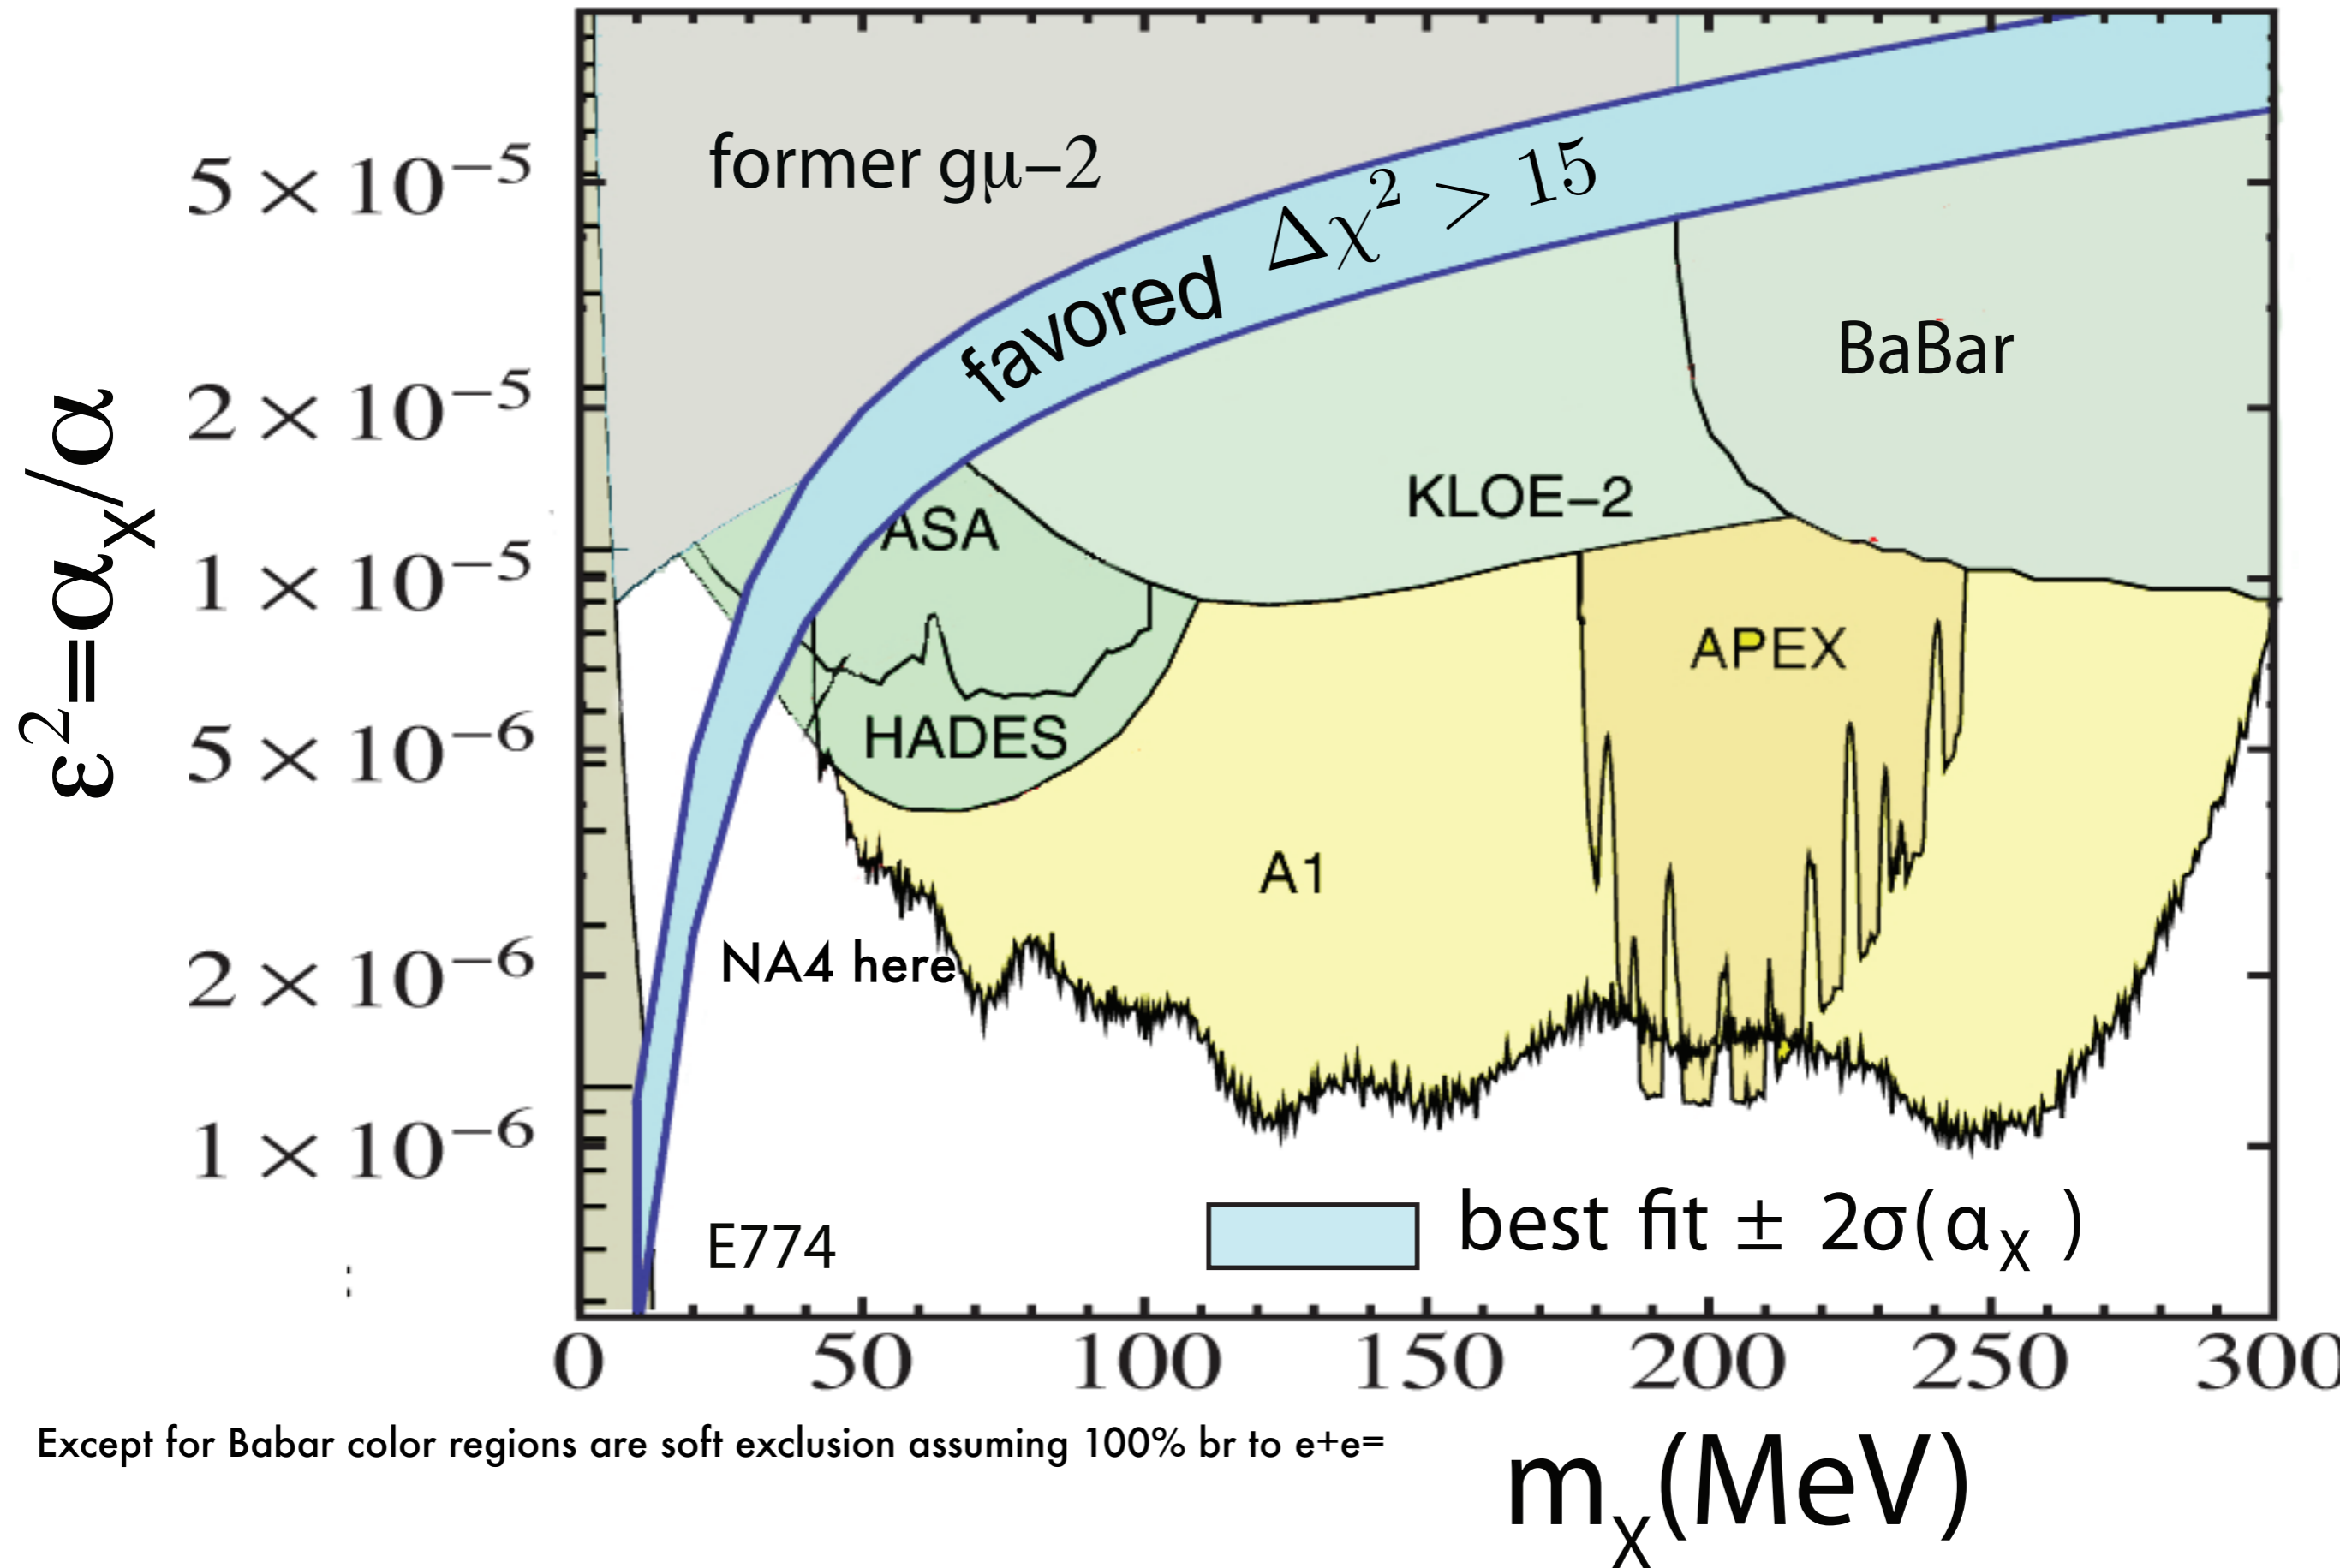 5 × 10⁻⁵
2 × 10⁻⁵
1 × 10⁻⁵
5 × 10⁻⁶
2 × 10⁻⁶
1 × 10⁻⁶
ε²≡αₓ/α
former gμ−2
favored Δχ² > 15
BaBar
KLOE−2
ASA
HADES
APEX
A1
NA4 here
E774
best fit ± 2σ(αX)
0 50 100 150 200 250 300
Except for Babar color regions are soft exclusion assuming 100% br to e+e=
mX(MeV)